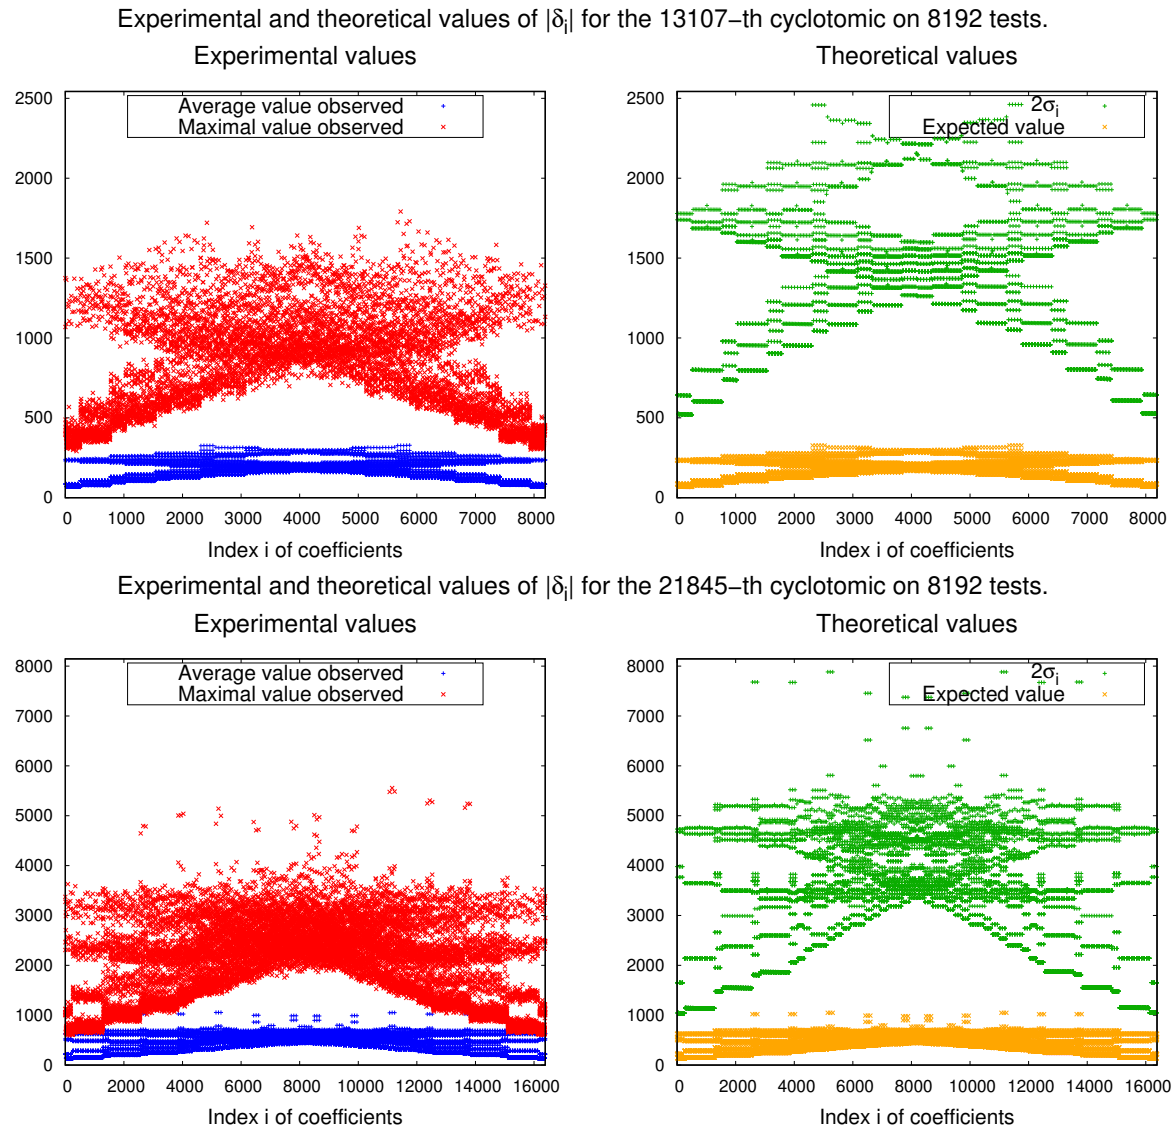 Experimental and theoretical values of |δi| for the 13107−th cyclotomic on 8192 tests.
Experimental values
Theoretical values
Average value observed
Maximal value observed
2σi
Expected value
2500
2000
1500
1000
500
0
0 1000 2000 3000 4000 5000 6000 7000 8000
Index i of coefficients
2500
2000
1500
1000
500
0
0 1000 2000 3000 4000 5000 6000 7000 8000
Index i of coefficients
Experimental and theoretical values of |δi| for the 21845−th cyclotomic on 8192 tests.
Experimental values
Theoretical values
Average value observed
Maximal value observed
2σi
Expected value
8000
7000
6000
5000
4000
3000
2000
1000
0
0 2000 4000 6000 8000 10000 12000 14000 16000
Index i of coefficients
8000
7000
6000
5000
4000
3000
2000
1000
0
0 2000 4000 6000 8000 10000 12000 14000 16000
Index i of coefficients